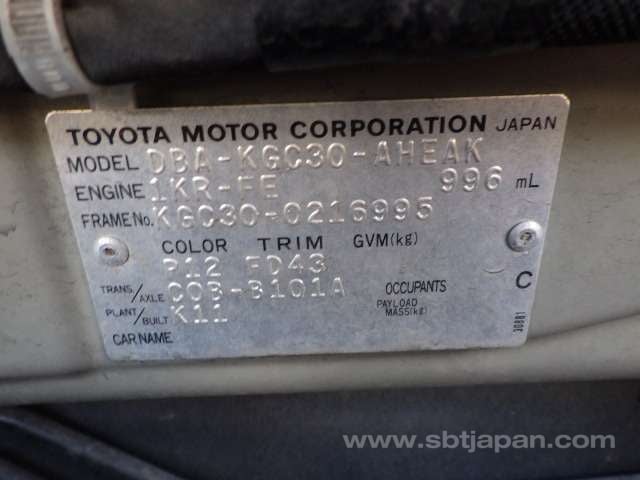 TOYOTA MOTOR CORPORATION JAPAN
MODEL DBA-KGC30-AHEAK
ENGINE 1KR-FE 996 mL
FRAME No. KGC30-0216995
COLOR TRIM GVM(kg)
P12 FD43
TRANS/AXLE C0B-B101A OCCUPANTS C
PLANT/BUILT K11 PAYLOAD MASS(kg)
CAR NAME
30881
www.sbtjapan.com